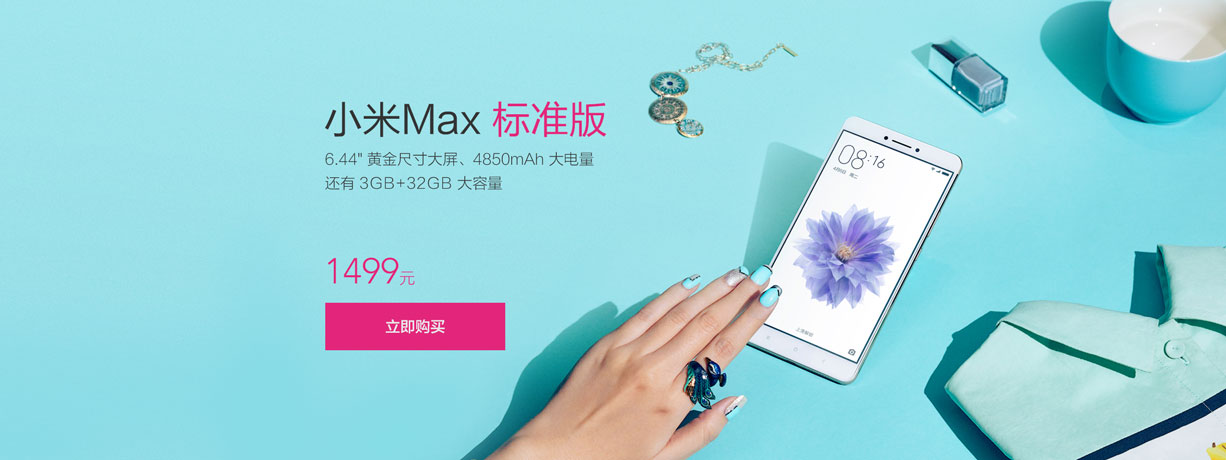 小米Max 标准版
6.44" 黄金尺寸大屏、4850mAh 大电量
还有 3GB+32GB 大容量
1499元
立即购买
08:16